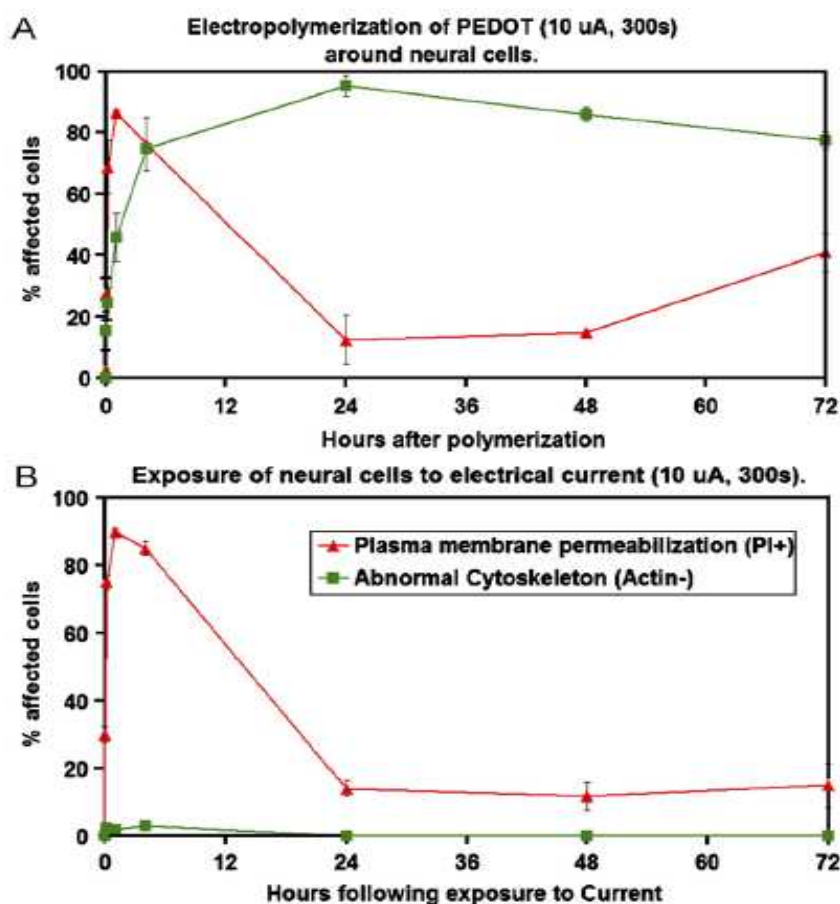 A
Electropolymerization of PEDOT (10 uA, 300s)
around neural cells.
100
80
60
40
20
0
% affected cells
0 12 24 36 48 60 72
Hours after polymerization
B
Exposure of neural cells to electrical current (10 uA, 300s).
100
80
60
40
20
0
% affected cells
Plasma membrane permeabilization (PI+)
Abnormal Cytoskeleton (Actin-)
0 12 24 36 48 60 72
Hours following exposure to Current